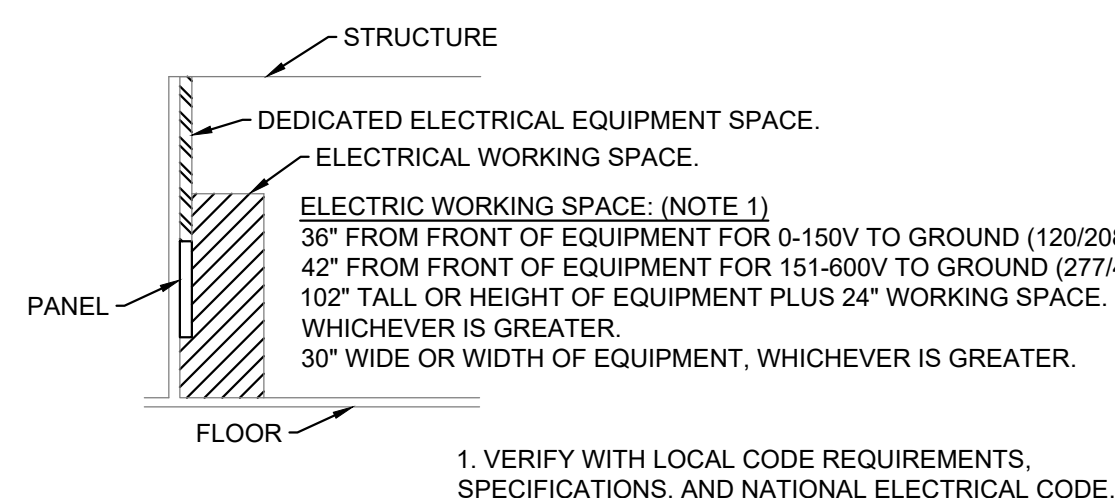 STRUCTURE
DEDICATED ELECTRICAL EQUIPMENT SPACE.
ELECTRICAL WORKING SPACE.
ELECTRIC WORKING SPACE: (NOTE 1)
36" FROM FRONT OF EQUIPMENT FOR 0-150V TO GROUND
42" FROM FRONT OF EQUIPMENT FOR 151-600V TO GROUND
102" TALL OR HEIGHT OF EQUIPMENT PLUS 24" WORKING SPACE.
WHICHEVER IS GREATER.
30" WIDE OR WIDTH OF EQUIPMENT, WHICHEVER IS GREATER.
PANEL
FLOOR
1. VERIFY WITH LOCAL CODE REQUIREMENTS,
SPECIFICATIONS, AND NATIONAL ELECTRICAL CODE.